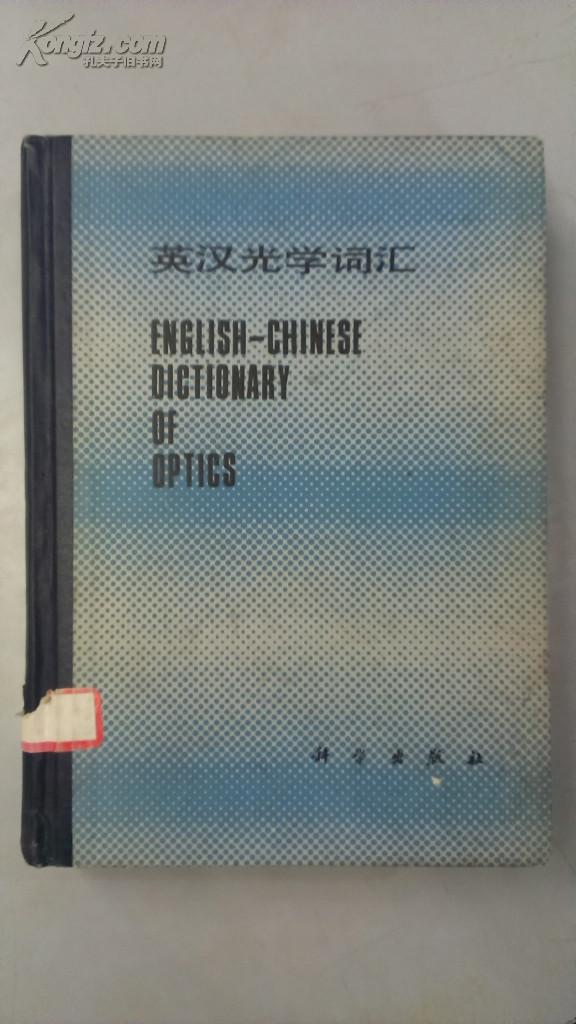 Kongfz.com
孔夫子旧书网
英汉光学词汇
ENGLISH-CHINESE
DICTIONARY
OF
OPTICS
科学出版社